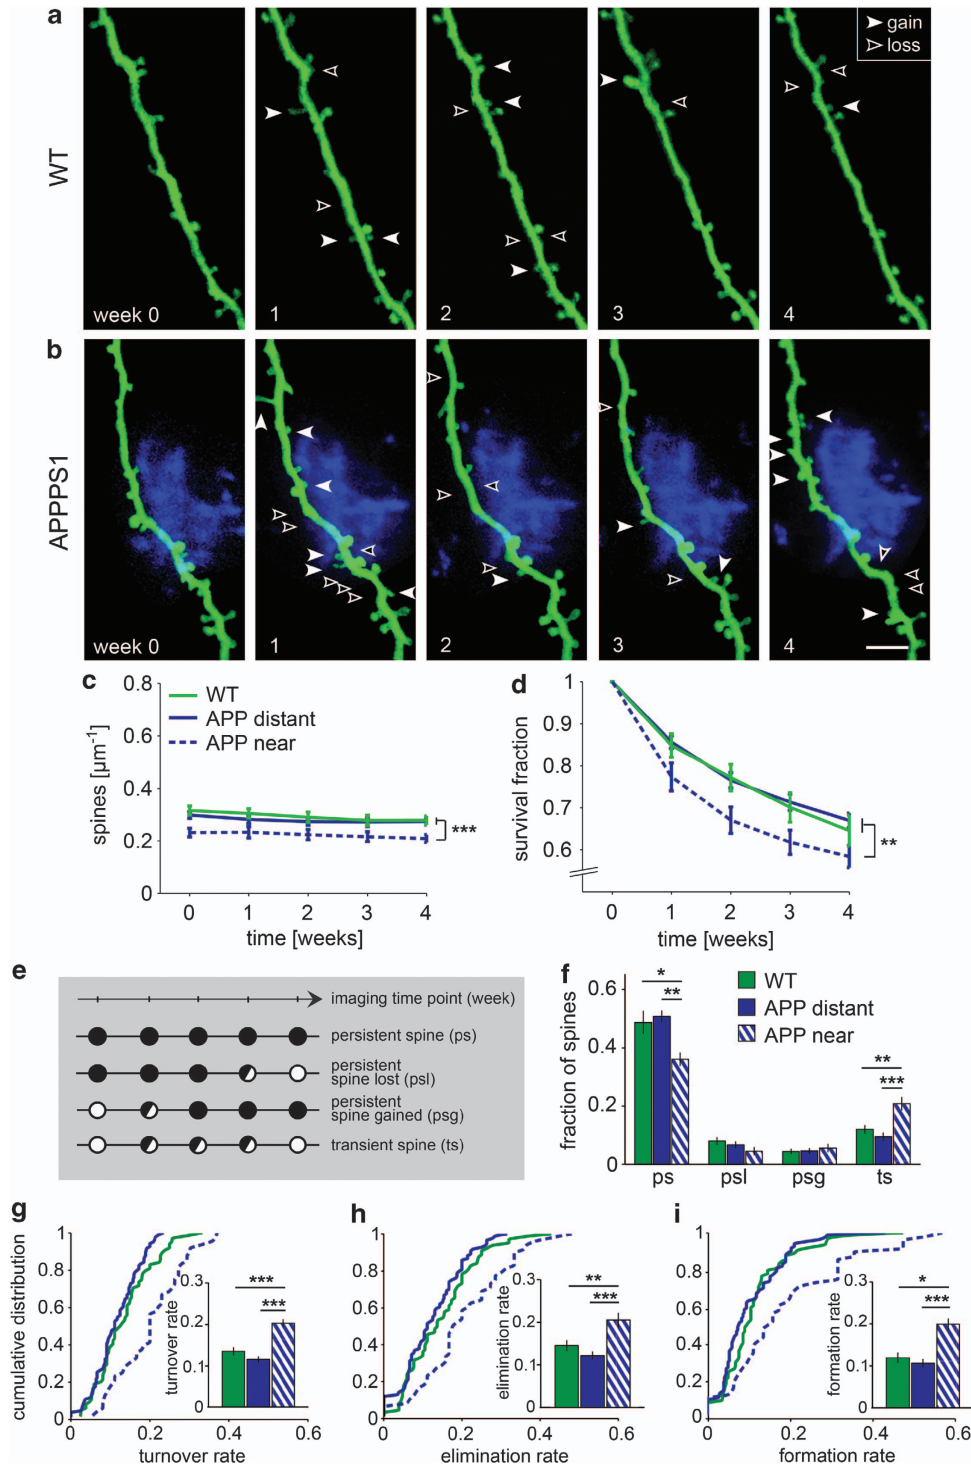 a
gain
loss
WT
week 0
1
2
3
4
b
APPPS1
week 0
1
2
3
4
c
WT
APP distant
APP near
0.8
0.6
0.4
0.2
0
spines [µm⁻¹]
***
0 1 2 3 4
time [weeks]
d
1
0.9
0.8
0.7
0.6
survival fraction
**
0 1 2 3 4
time [weeks]
e
imaging time point (week)
persistent spine (ps)
persistent
spine lost (psl)
persistent
spine gained (psg)
transient spine (ts)
f
WT
APP distant
APP near
0.6
0.4
0.2
0
fraction of spines
*
**
**
***
ps psl psg ts
g
cumulative distribution
1
0.8
0.6
0.4
0.2
0
0 0.2 0.4 0.6
turnover rate
0.3
0.2
0.1
0
turnover rate
***
***
h
1
0.8
0.6
0.4
0.2
0
0 0.2 0.4 0.6
elimination rate
0.3
0.2
0.1
0
elimination rate
**
***
i
1
0.8
0.6
0.4
0.2
0
0 0.2 0.4 0.6
formation rate
0.3
0.2
0.1
0
formation rate
*
***